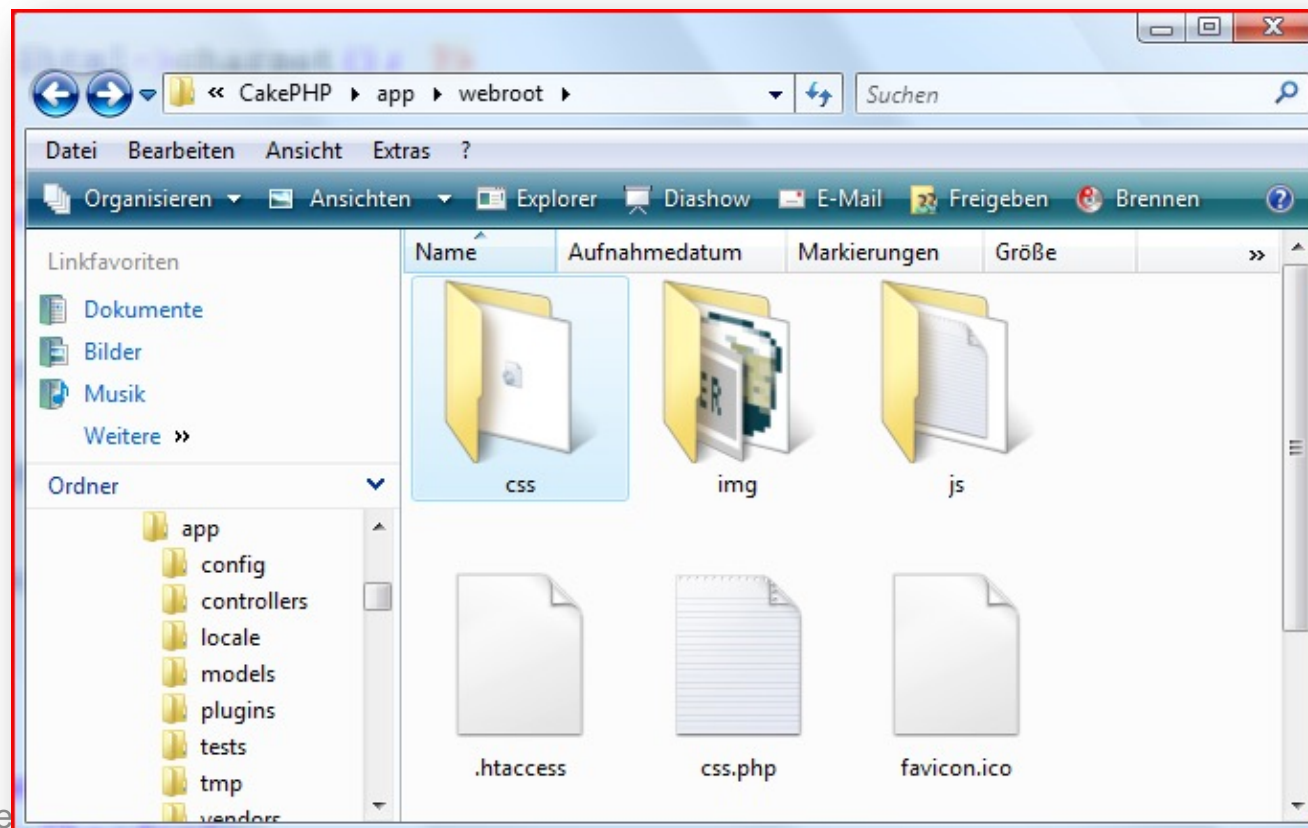 « CakePHP ▸ app ▸ webroot ▸ Suchen
Datei Bearbeiten Ansicht Extras ?
Organisieren Ansichten Explorer Diashow E-Mail Freigeben Brennen ?
Linkfavoriten
Dokumente
Bilder
Musik
Weitere »
Ordner
app
config
controllers
locale
models
plugins
tests
tmp
vendors
Name Aufnahmedatum Markierungen Größe »
css img js
.htaccess css.php favicon.ico